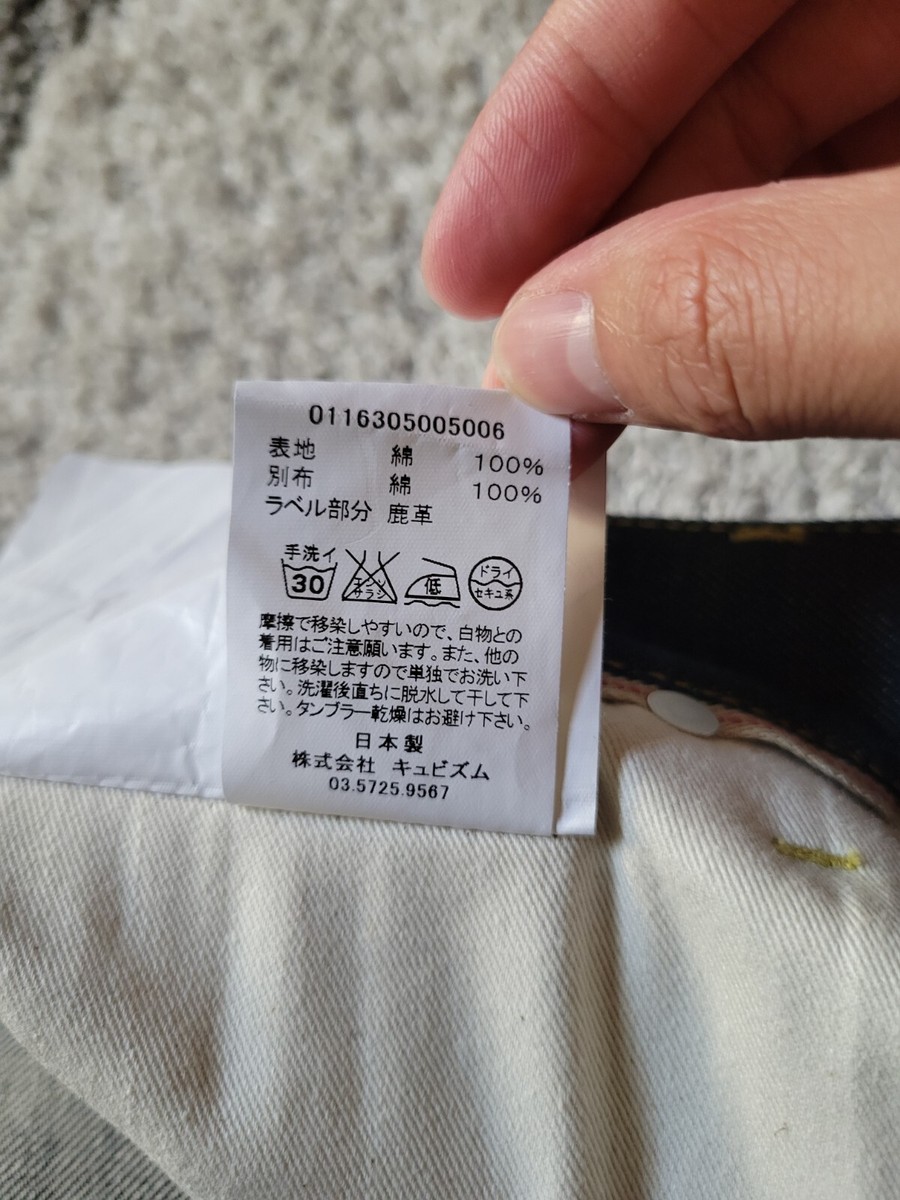 0116305005006
表地 綿 100%
別布 綿 100%
ラベル部分 鹿革
手洗イ
30
エンソ
サラシ
低
ドライ
セキユ系
摩擦で移染しやすいので、白物との
着用はご注意願います。また、他の
物に移染しますので単独でお洗い下
さい。洗濯後直ちに脱水して干して下
さい。タンブラー乾燥はお避け下さい。
日本製
株式会社 キュビズム
03.5725.9567